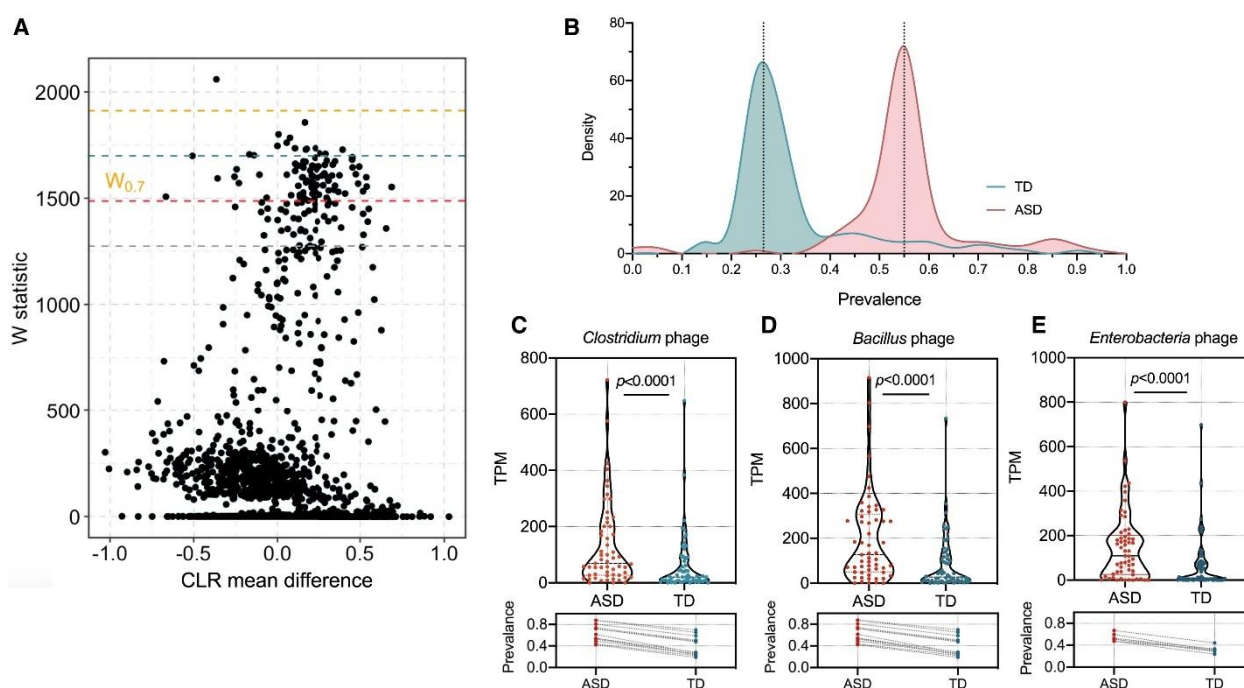 A
2000
1500
1000
500
0
W statistic
W0.7
-1.0
-0.5
0.0
0.5
1.0
CLR mean difference
B
80
60
40
20
0
Density
TD
ASD
0.0
0.1
0.2
0.3
0.4
0.5
0.6
0.7
0.8
0.9
1.0
Prevalence
C
Clostridium phage
800
600
400
200
0
TPM
p<0.0001
ASD
TD
0.8
0.4
0.0
Prevalance
ASD
TD
D
Bacillus phage
1000
800
600
400
200
0
TPM
p<0.0001
ASD
TD
0.8
0.4
0.0
Prevalance
ASD
TD
E
Enterobacteria phage
1000
800
600
400
200
0
TPM
p<0.0001
ASD
TD
0.8
0.4
0.0
Prevalance
ASD
TD